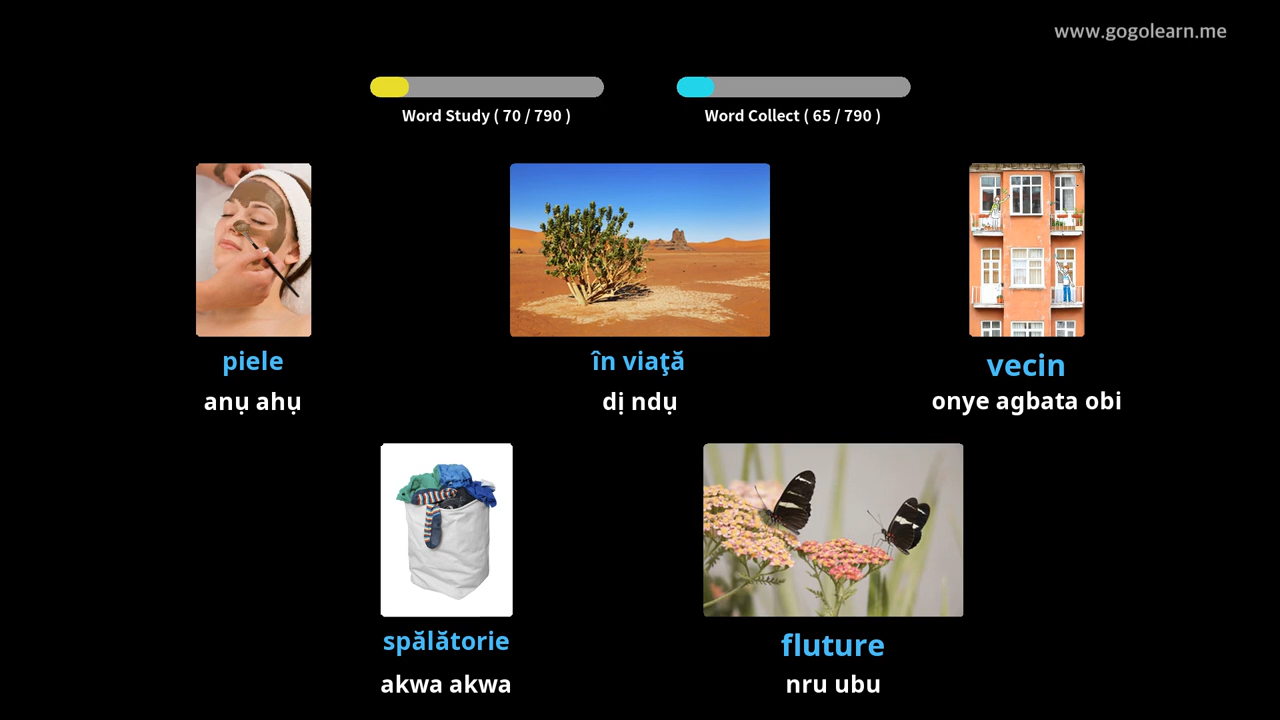 www.gogolearn.me
Word Study ( 70 / 790 )
Word Collect ( 65 / 790 )
piele
anụ ahụ
în viaţă
dị ndụ
vecin
onye agbata obi
spălătorie
akwa akwa
fluture
nru ubu